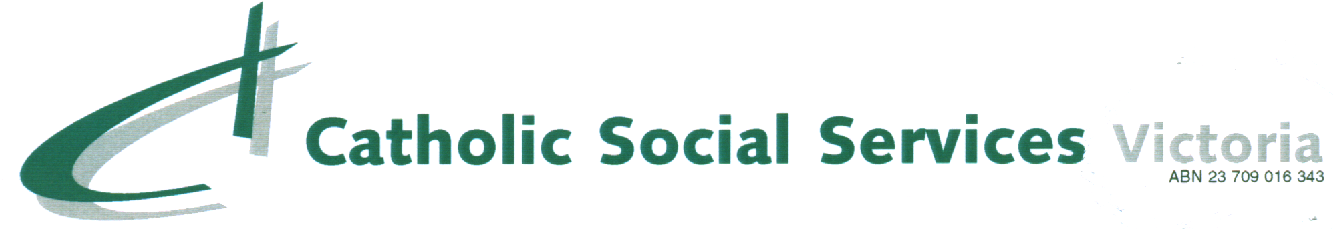 Catholic Social Services Victoria
ABN 23 709 016 343